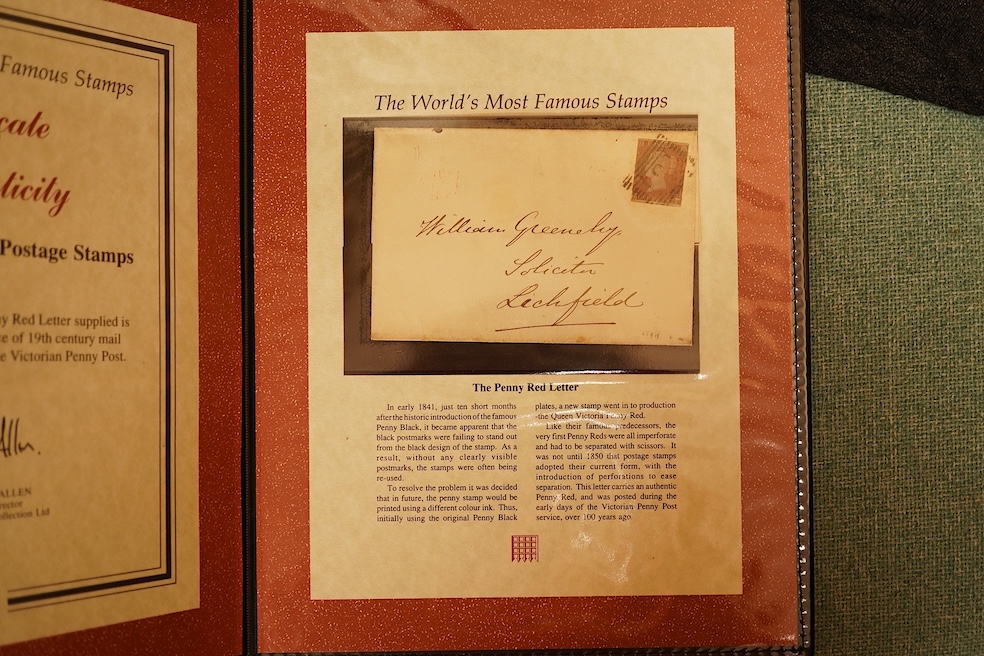 Famous Stamps
cate
licity
Postage Stamps
y Red Letter supplied is
ce of 19th century mail
e Victorian Penny Post.
ALLEN
rector
ollection Ltd
The World's Most Famous Stamps
William Greeneby
Solicitor
Lechfield
The Penny Red Letter
In early 1841, just ten short months
after the historic introduction of the famous
Penny Black, it became apparent that the
black postmarks were failing to stand out
from the black design of the stamp. As a
result, without any clearly visible
postmarks, the stamps were often being
re-used.
To resolve the problem it was decided
that in future, the penny stamp would be
printed using a different colour ink. Thus,
initially using the original Penny Black
plates, a new stamp went in to production
-the Queen Victoria Penny Red.
Like their famous predecessors, the
very first Penny Reds were all imperforate
and had to be separated with scissors. It
was not until 1850 that postage stamps
adopted their current form, with the
introduction of perforstions to ease
separation. This letter carries an authentic
Penny Red, and was posted during the
early days of the Victorian Penny Post
service, over 100 years ago.